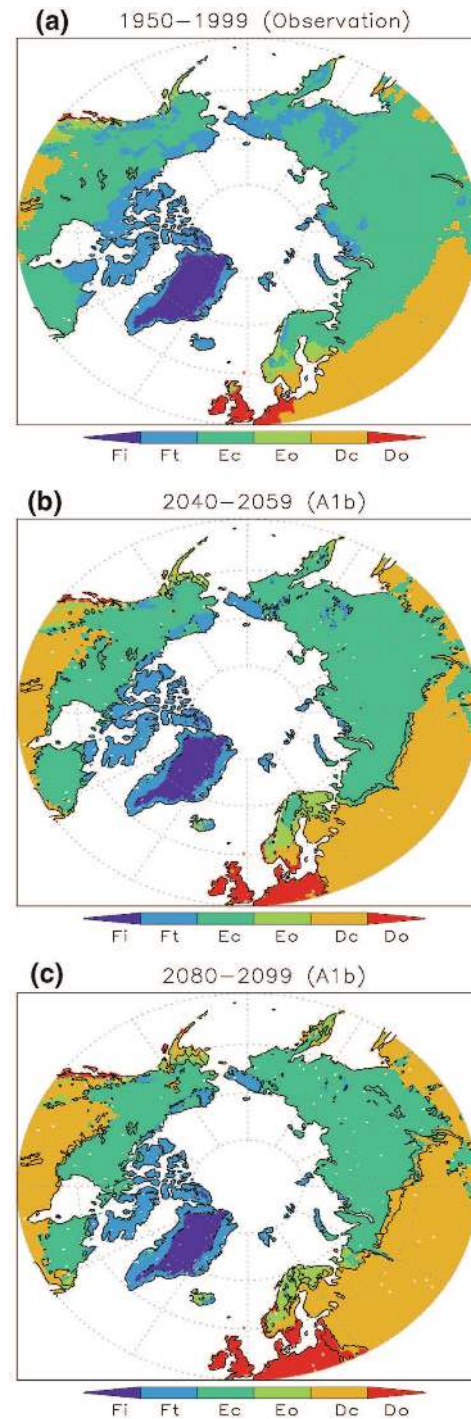 (a) 1950-1999 (Observation)
Fi Ft Ec Eo Dc Do
(b) 2040-2059 (A1b)
Fi Ft Ec Eo Dc Do
(c) 2080-2099 (A1b)
Fi Ft Ec Eo Dc Do